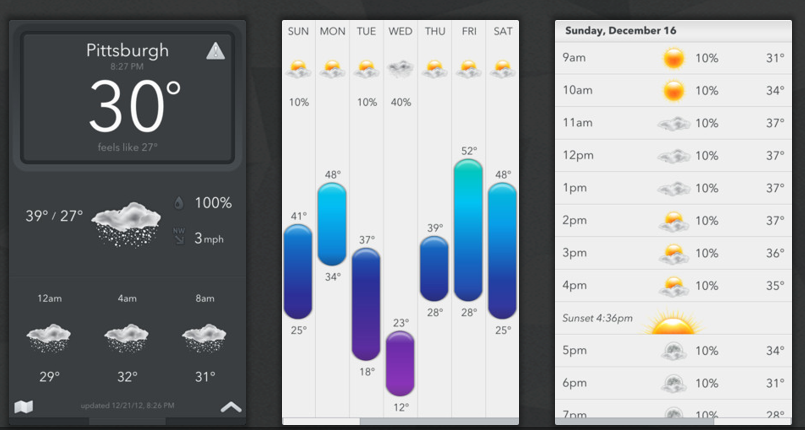 Pittsburgh
8:27 PM
30°
feels like 27°
39° / 27°
100%
NW
3 mph
12am 4am 8am
29° 32° 31°
updated 12/21/12, 8:26 PM
SUN MON TUE WED THU FRI SAT
10% 10% 40%
52°
48° 48°
41°
39°
37°
34°
28° 28°
25° 25°
23°
18°
12°
Sunday, December 16
9am 10% 31°
10am 10% 34°
11am 10% 37°
12pm 10% 37°
1pm 10% 37°
2pm 10% 37°
3pm 10% 36°
4pm 10% 35°
Sunset 4:36pm
5pm 10% 34°
6pm 10% 31°
7pm 10% 28°